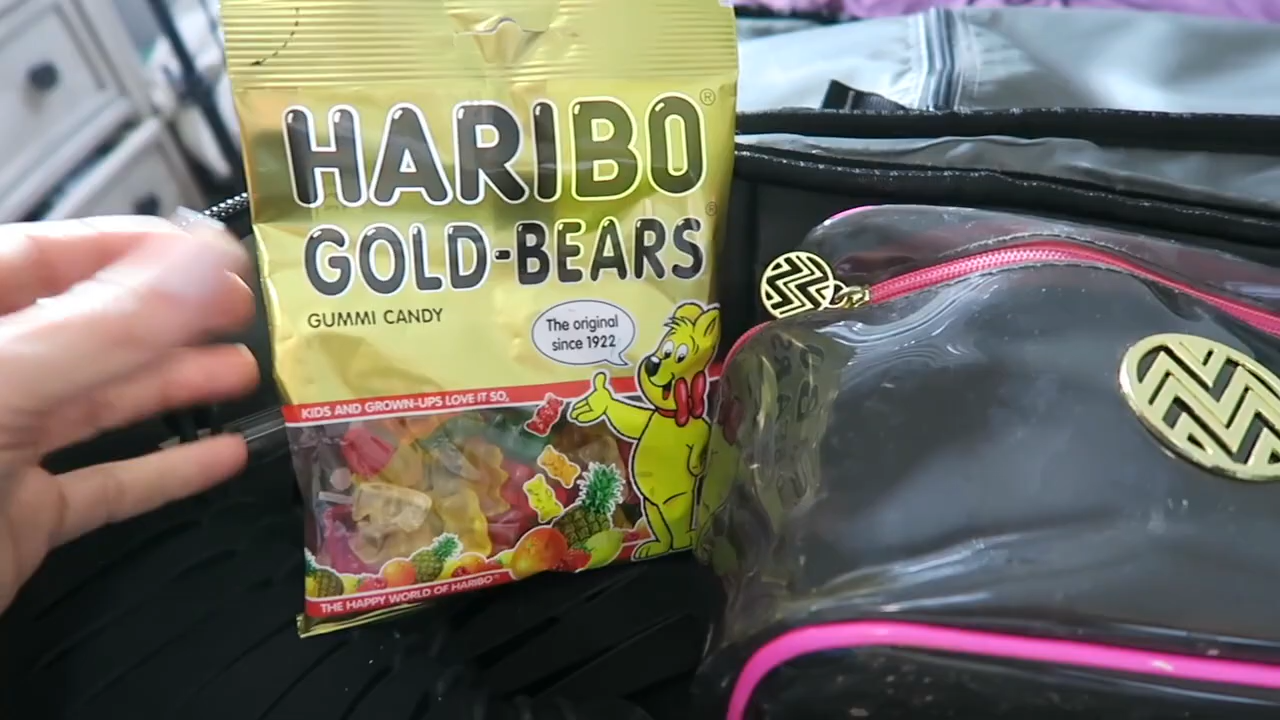 HARIBO®
GOLD-BEARS®
GUMMI CANDY
The original
since 1922
KIDS AND GROWN-UPS LOVE IT SO,
THE HAPPY WORLD OF HARIBO™